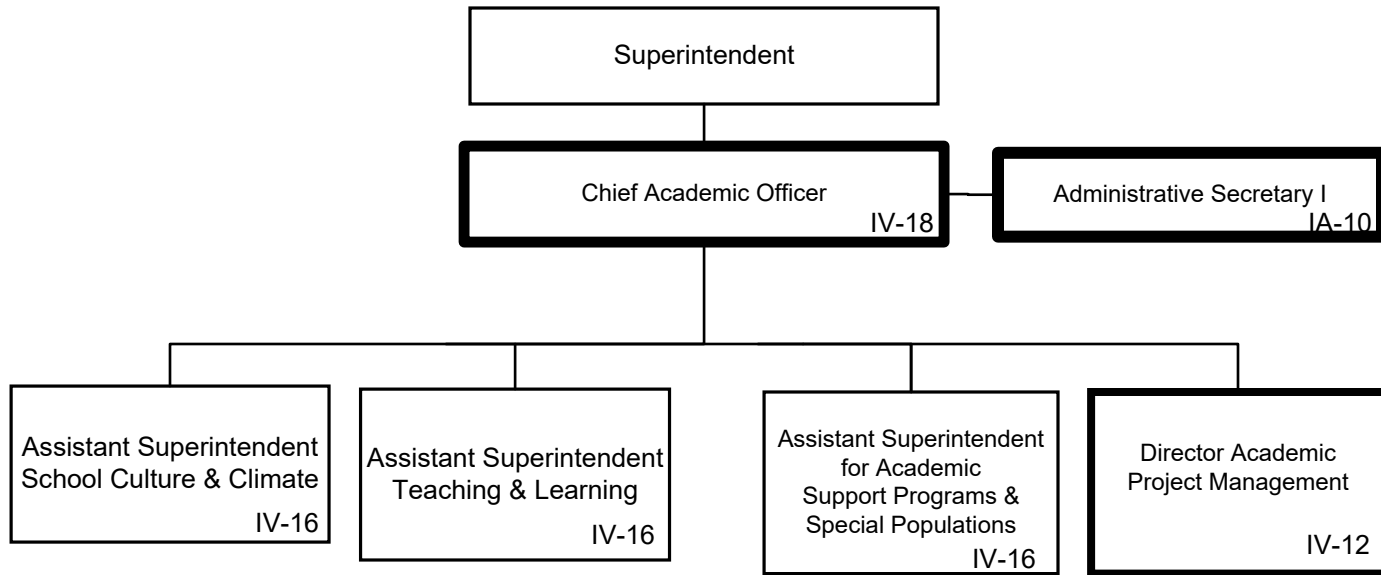 Superintendent
Chief Academic Officer
IV-18
Administrative Secretary I
IA-10
Assistant Superintendent
School Culture & Climate
IV-16
Assistant Superintendent
Teaching & Learning
IV-16
Assistant Superintendent
for Academic
Support Programs &
Special Populations
IV-16
Director Academic
Project Management
IV-12